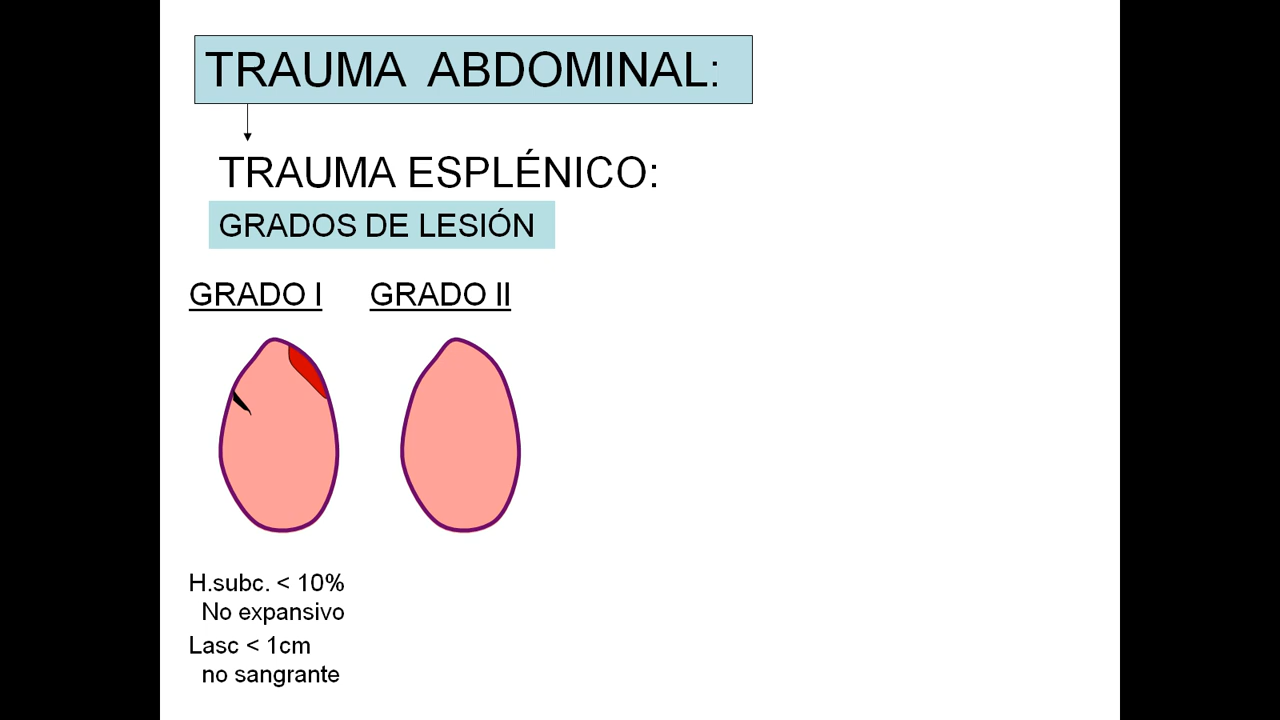 TRAUMA ABDOMINAL:
TRAUMA ESPLÉNICO:
GRADOS DE LESIÓN
GRADO I GRADO II
H.subc. < 10%
No expansivo
Lasc < 1cm
no sangrante